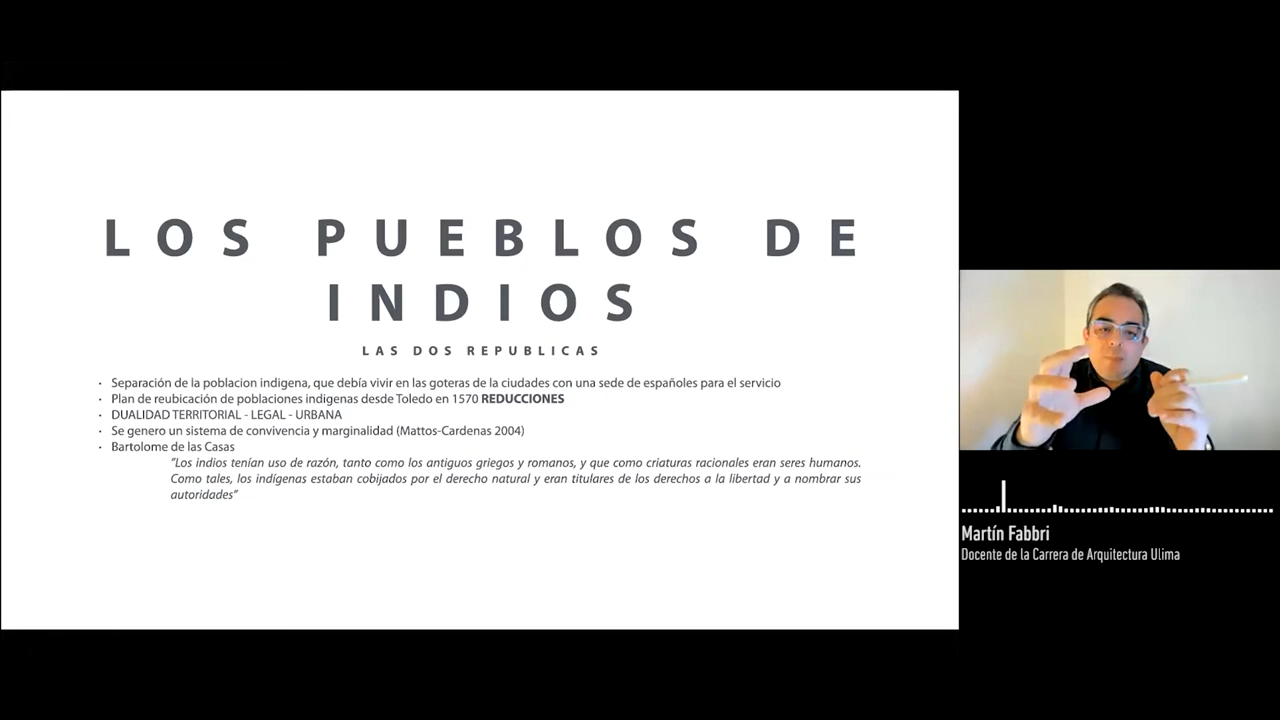 LOS PUEBLOS DE
INDIOS
LAS DOS REPUBLICAS
· Separación de la poblacion indigena, que debía vivir en las goteras de la ciudades con una sede de españoles para el servicio
· Plan de reubicación de poblaciones indigenas desde Toledo en 1570 REDUCCIONES
· DUALIDAD TERRITORIAL - LEGAL - URBANA
· Se genero un sistema de convivencia y marginalidad (Mattos-Cardenas 2004)
· Bartolome de las Casas
"Los indios tenían uso de razón, tanto como los antiguos griegos y romanos, y que como criaturas racionales eran seres humanos.
Como tales, los indígenas estaban cobijados por el derecho natural y eran titulares de los derechos a la libertad y a nombrar sus
autoridades"
Martín Fabbri
Docente de la Carrera de Arquitectura Ulima